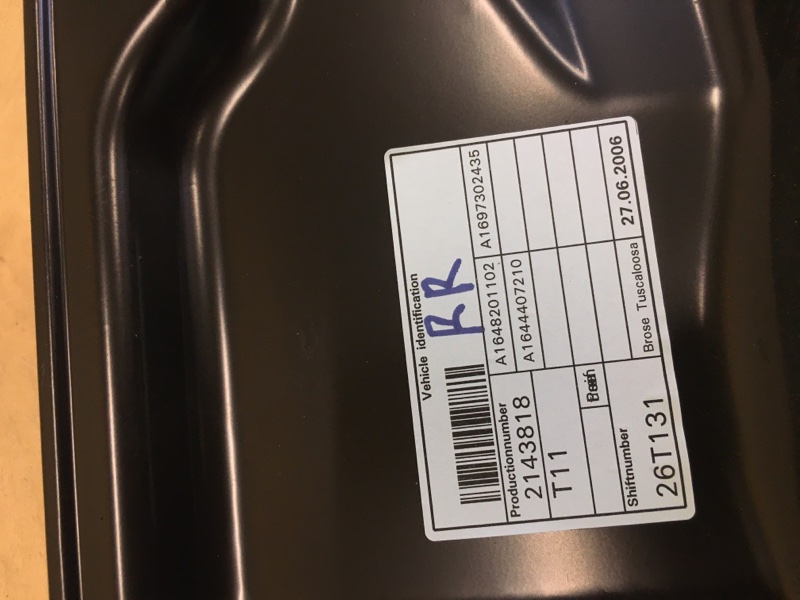 Vehicle identification
RR
Productionnumber
2143818
T11
A1648201102 A1697302435
A1644407210
Shiftnumber
26T131
Brose Tuscaloosa 27.06.2006